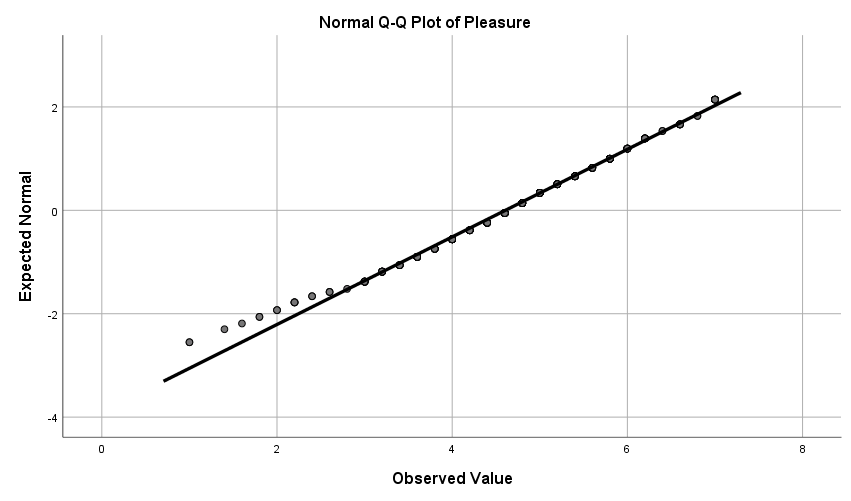 Normal Q-Q Plot of Pleasure
Expected Normal
2
0
-2
-4
0 2 4 6 8
Observed Value